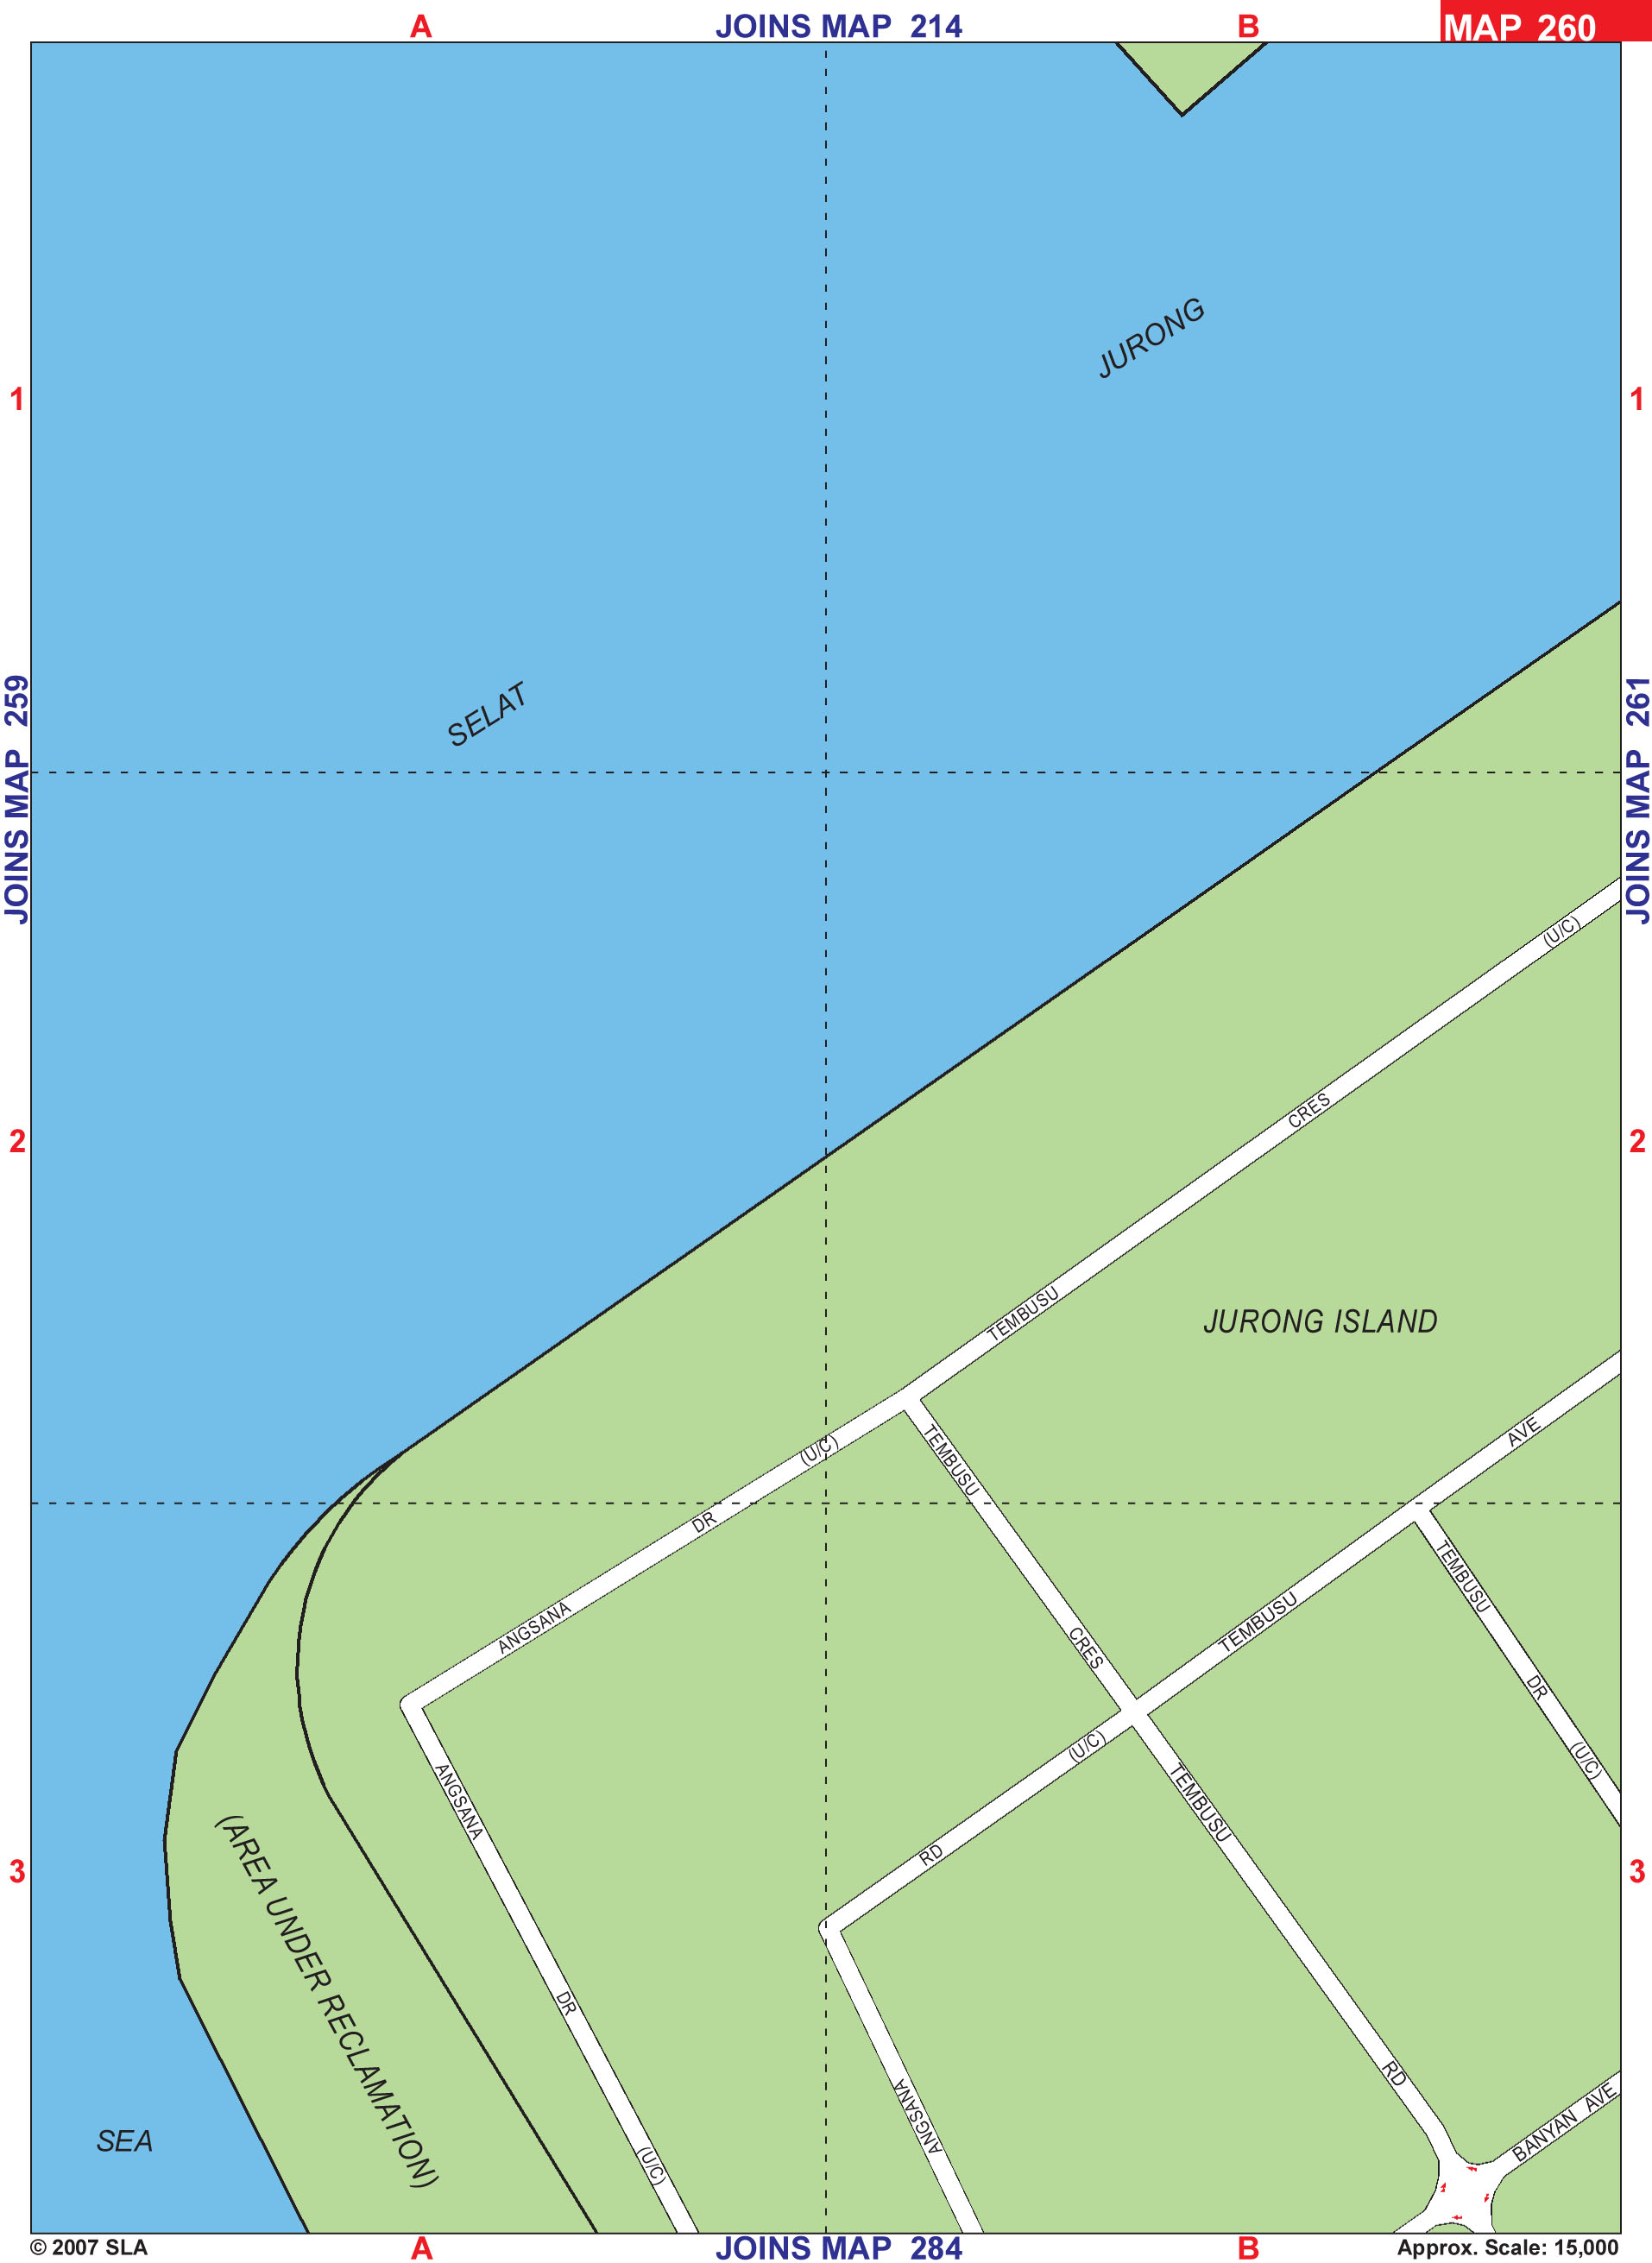 A
JOINS MAP 214
B
MAP 260
JURONG
1
1
JOINS MAP 259
JOINS MAP 261
SELAT
(U/C)
CRES
2
2
TEMBUSU
JURONG ISLAND
AVE
(U/C)
TEMBUSU
DR
TEMBUSU
ANGSANA
TEMBUSU
CRES
DR
(U/C)
(U/C)
ANGSANA
TEMBUSU
RD
3
3
(AREA UNDER RECLAMATION)
DR
RD
ANGSANA
BANYAN AVE
SEA
(U/C)
© 2007 SLA
A
JOINS MAP 284
B
Approx. Scale: 15,000